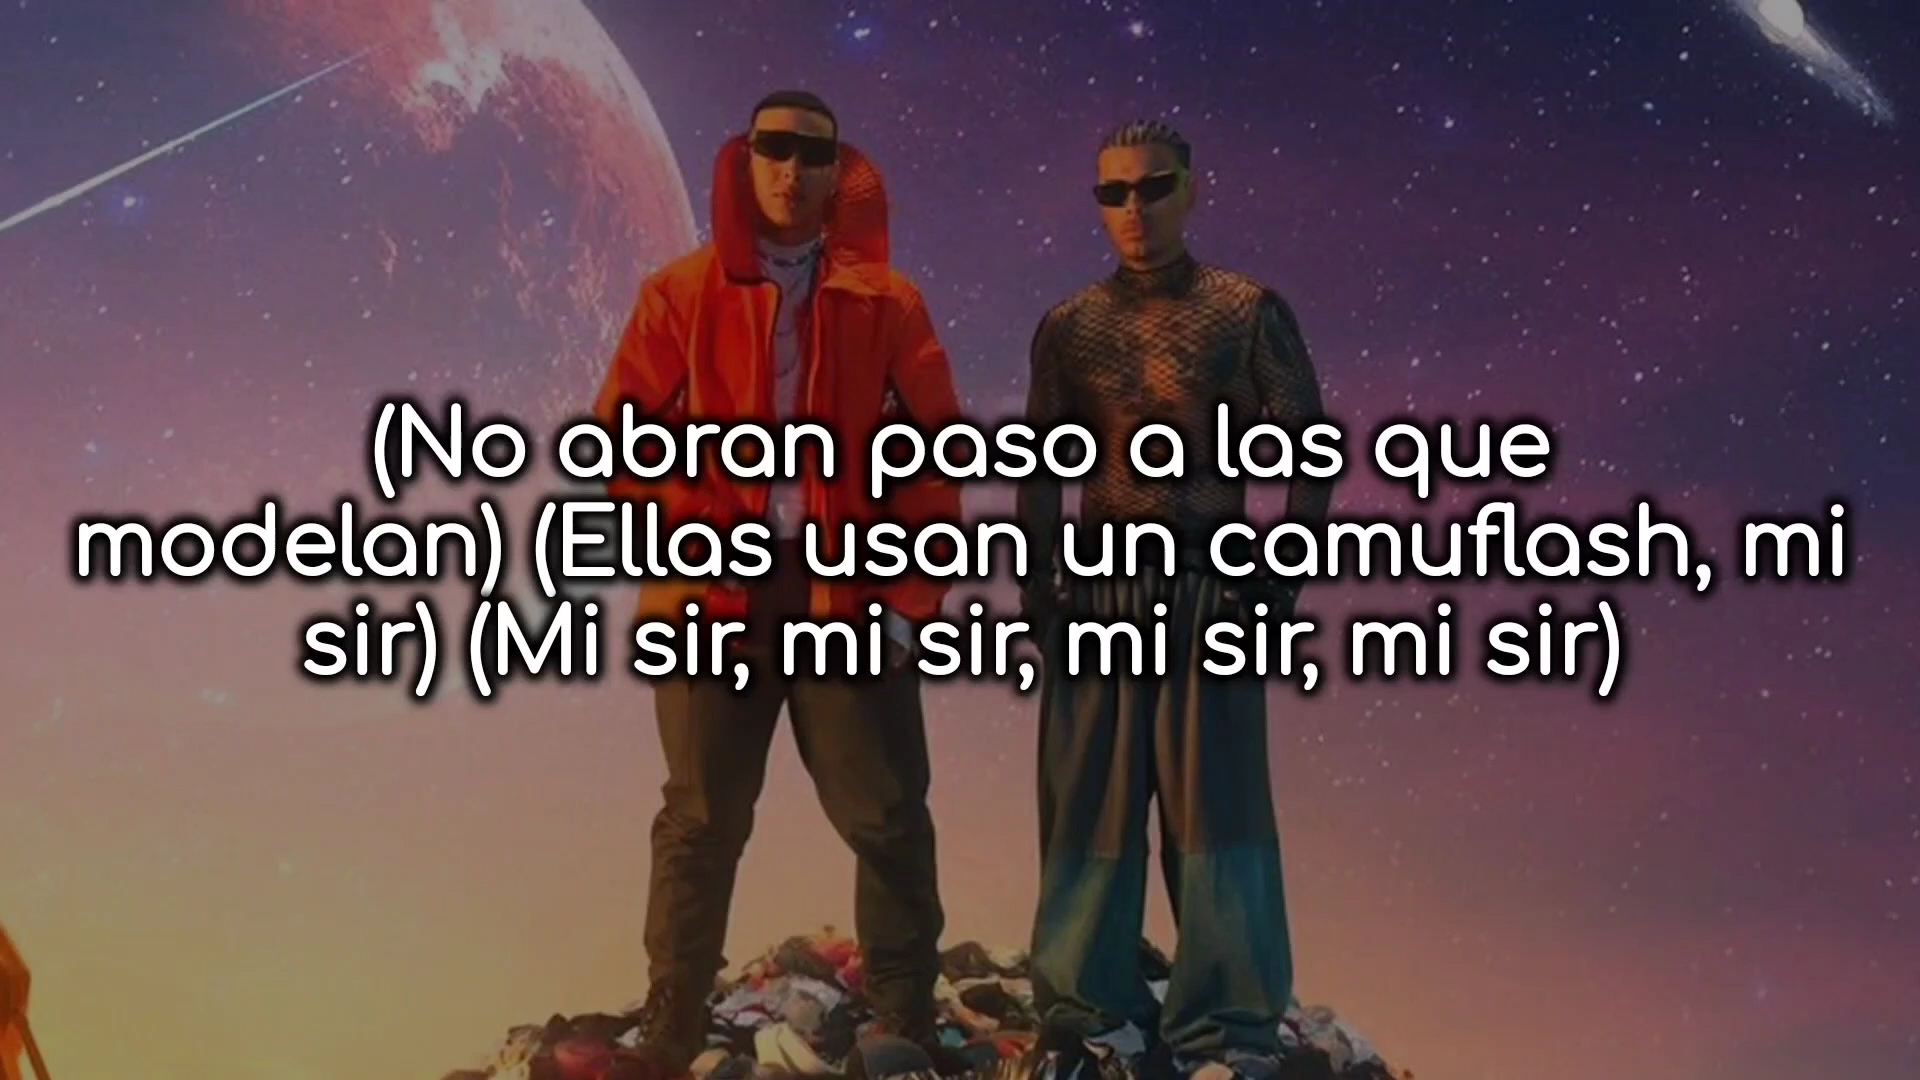 (No abran paso a las que
modelan) (Ellas usan un camuflash, mi
sir) (Mi sir, mi sir, mi sir, mi sir)